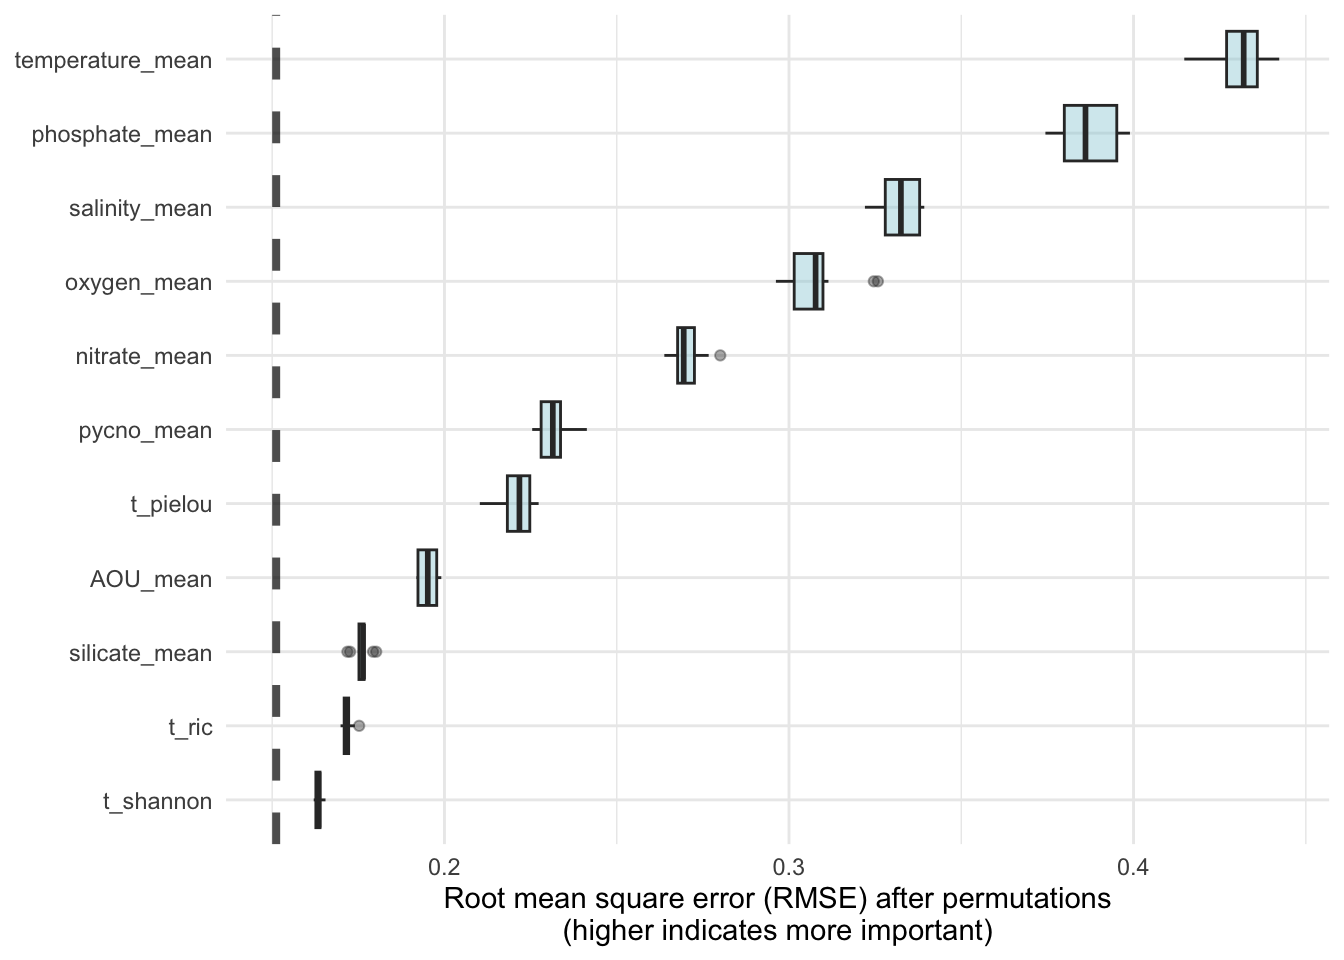 temperature_mean
phosphate_mean
salinity_mean
oxygen_mean
nitrate_mean
pycno_mean
t_pielou
AOU_mean
silicate_mean
t_ric
t_shannon
0.2 0.3 0.4
Root mean square error (RMSE) after permutations
(higher indicates more important)